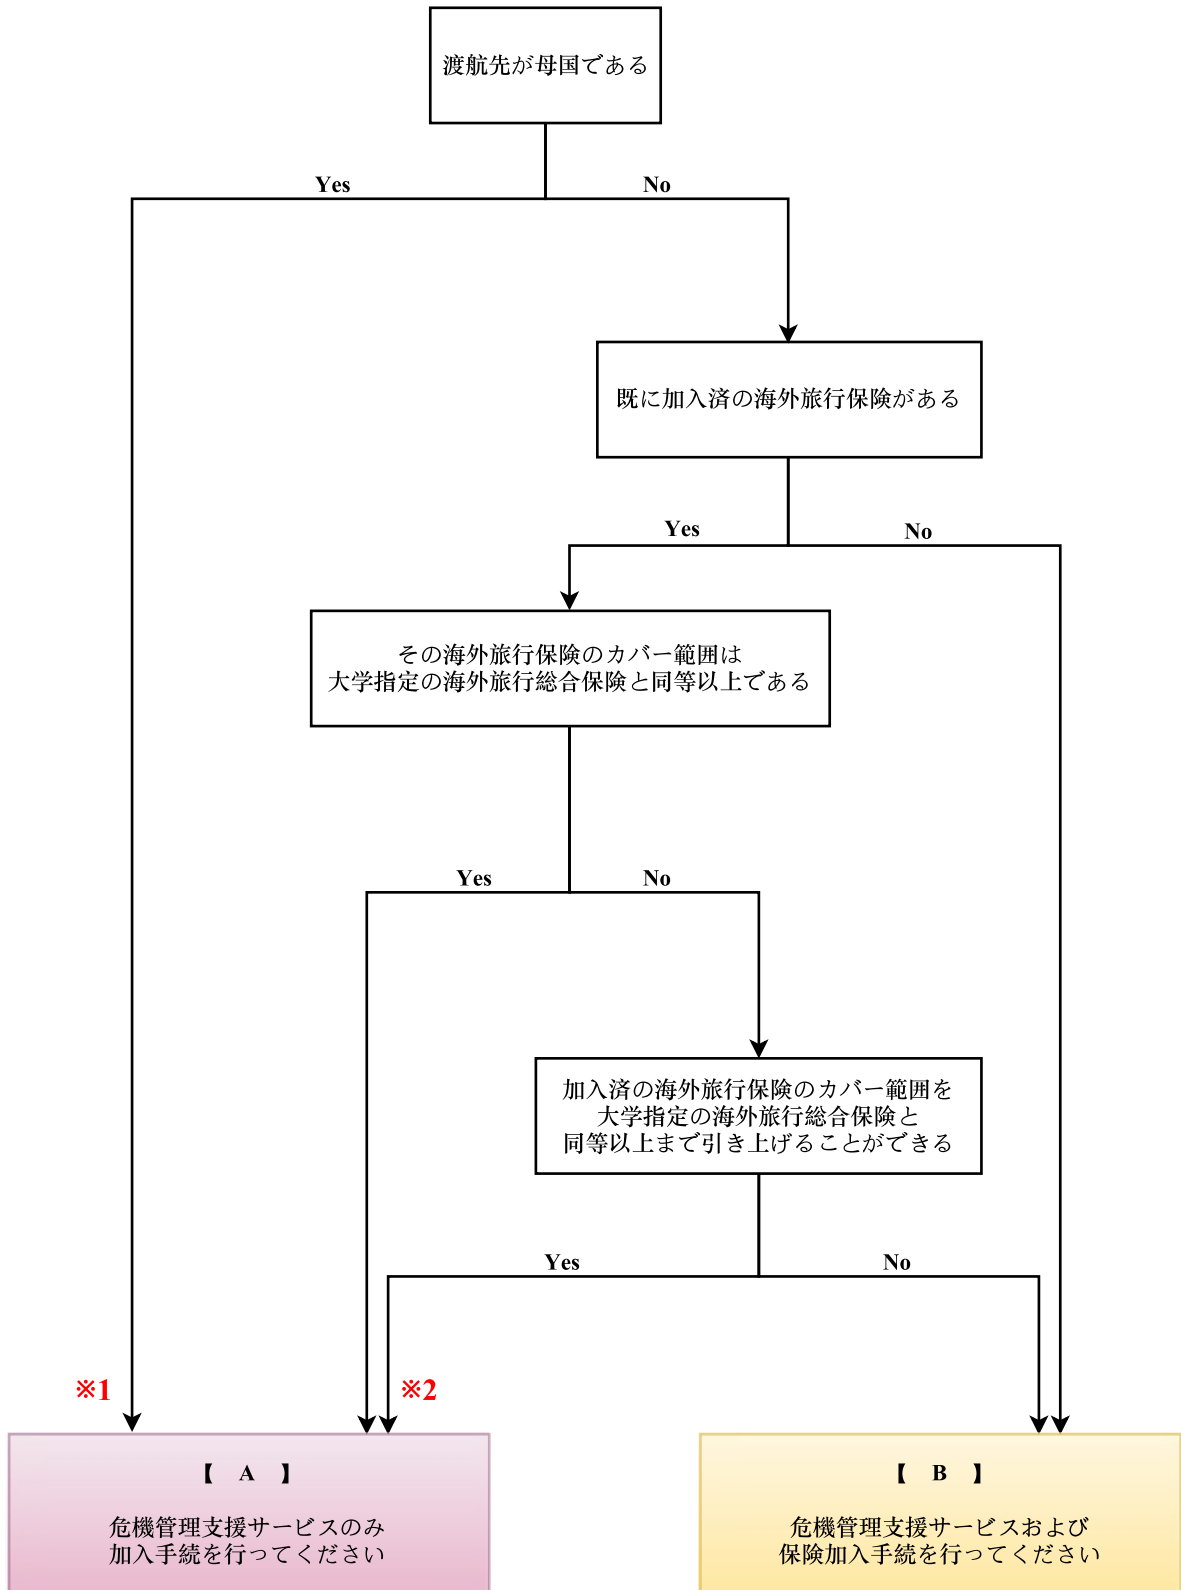 渡航先が母国である
Yes
No
既に加入済の海外旅行保険がある
Yes
No
その海外旅行保険のカバー範囲は
大学指定の海外旅行総合保険と同等以上である
Yes
No
加入済の海外旅行保険のカバー範囲を
大学指定の海外旅行総合保険と
同等以上まで引き上げることができる
Yes
No
※1
※2
【 A 】
危機管理支援サービスのみ
加入手続を行ってください
【 B 】
危機管理支援サービスおよび
保険加入手続を行ってください